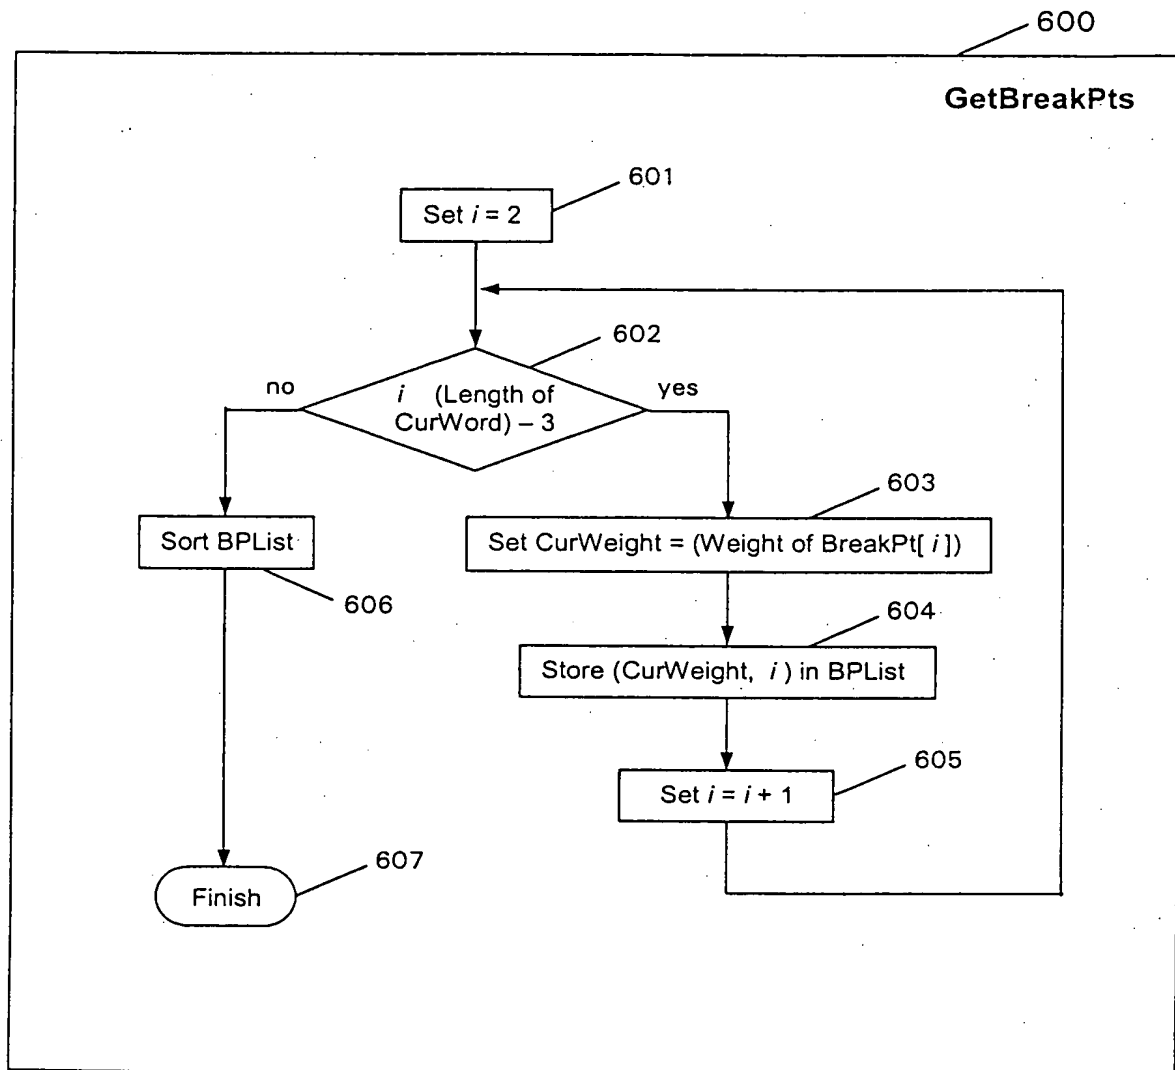 600
GetBreakPts
601
Set i = 2
602
no
i (Length of
CurWord) – 3
yes
603
Set CurWeight = (Weight of BreakPt[ i ])
Sort BPList
606
604
Store (CurWeight, i ) in BPList
605
Set i = i + 1
607
Finish